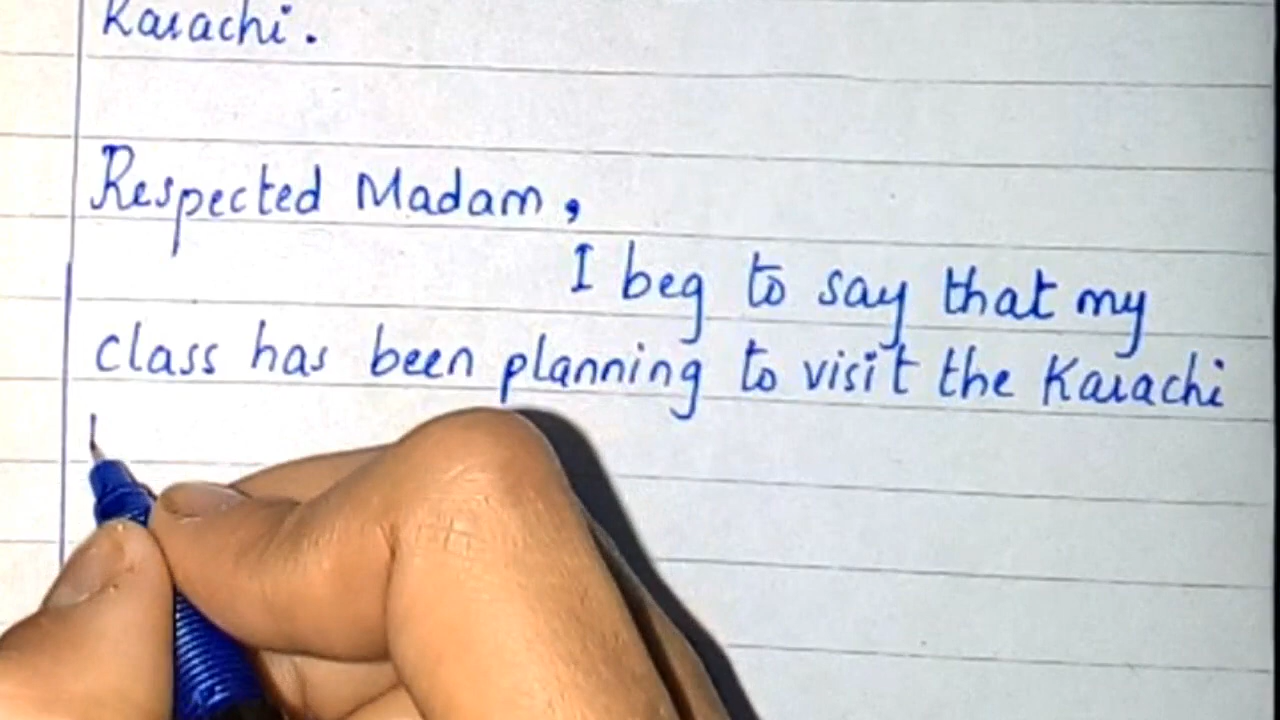 Karachi.
Respected Madam,
I beg to say that my
class has been planning to visit the Karachi